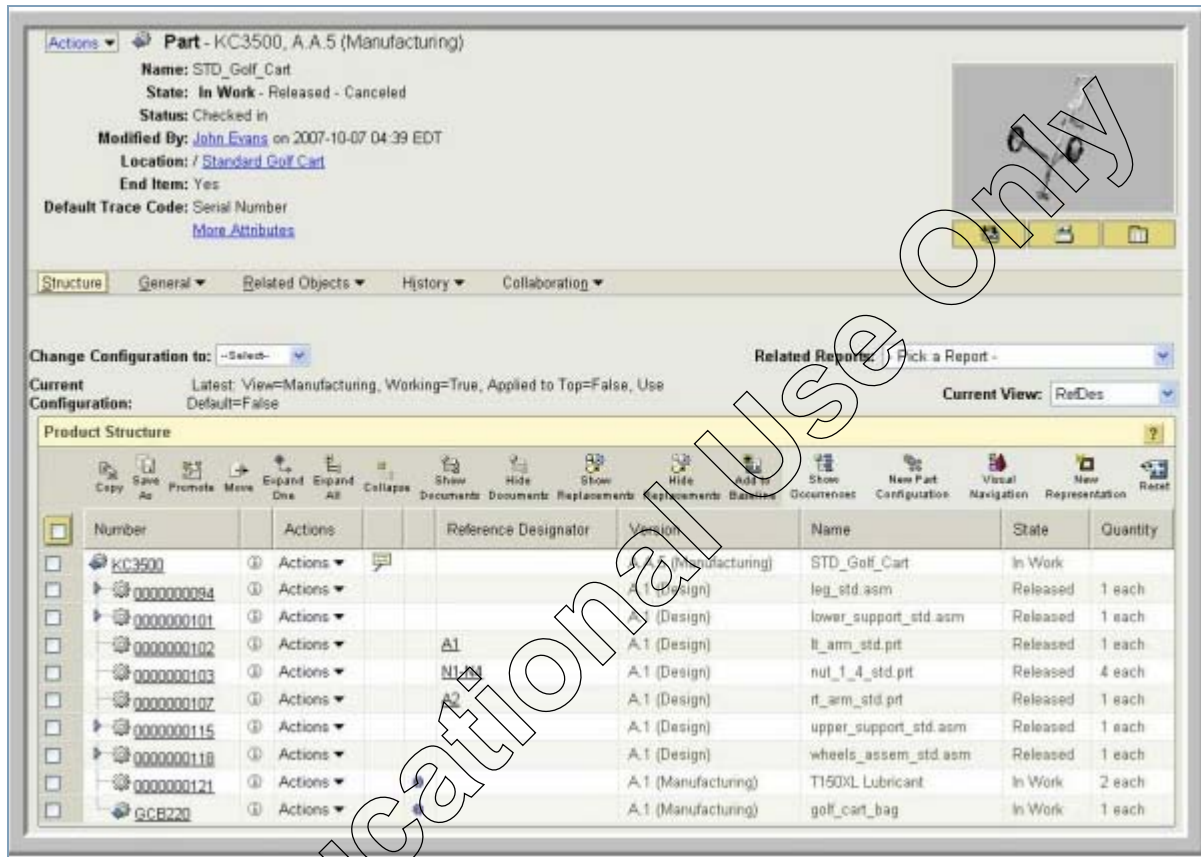 Actions Part - KC3500, A.A.5 (Manufacturing)
Name: STD_Golf_Cart
State: In Work - Released - Canceled
Status: Checked in
Modified By: John Evans on 2007-10-07 04:39 EDT
Location: / Standard Golf Cart
End Item: Yes
Default Trace Code: Serial Number
More Attributes
Structure General Related Objects History Collaboration
Change Configuration to: --Select-- Related Reports: - Pick a Report -
Current Configuration: Latest: View=Manufacturing, Working=True, Applied to Top=False, Use Default=False
Current View: RefDes
Product Structure ?
Copy Save As Promote Move Expand One Expand All Collapse Show Documents Hide Documents Show Replacements Hide Replacements Add to Baseline Show Occurrences New Part Configuration Visual Navigation New Representation Reset
Number Actions Reference Designator Version Name State Quantity
KC3500 Actions A.A.5 (Manufacturing) STD_Golf_Cart In Work
0000000094 Actions A.1 (Design) leg_std.asm Released 1 each
0000000101 Actions A.1 (Design) lower_support_std.asm Released 1 each
0000000102 Actions A1 A.1 (Design) lt_arm_std.prt Released 1 each
0000000103 Actions N1-N4 A.1 (Design) nut_1_4_std.prt Released 4 each
0000000107 Actions A2 A.1 (Design) rt_arm_std.prt Released 1 each
0000000115 Actions A.1 (Design) upper_support_std.asm Released 1 each
0000000118 Actions A.1 (Design) wheels_assem_std.asm Released 1 each
0000000121 Actions A.1 (Manufacturing) T150XL Lubricant In Work 2 each
GCB220 Actions A.1 (Manufacturing) golf_cart_bag In Work 1 each
ucational Use Only